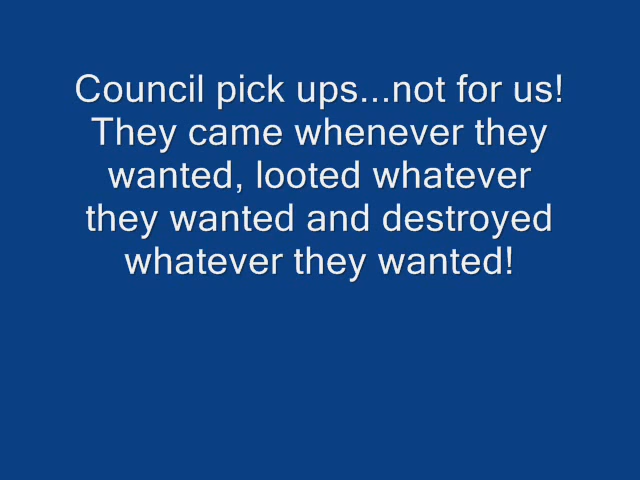 Council pick ups...not for us!
They came whenever they
wanted, looted whatever
they wanted and destroyed
whatever they wanted!